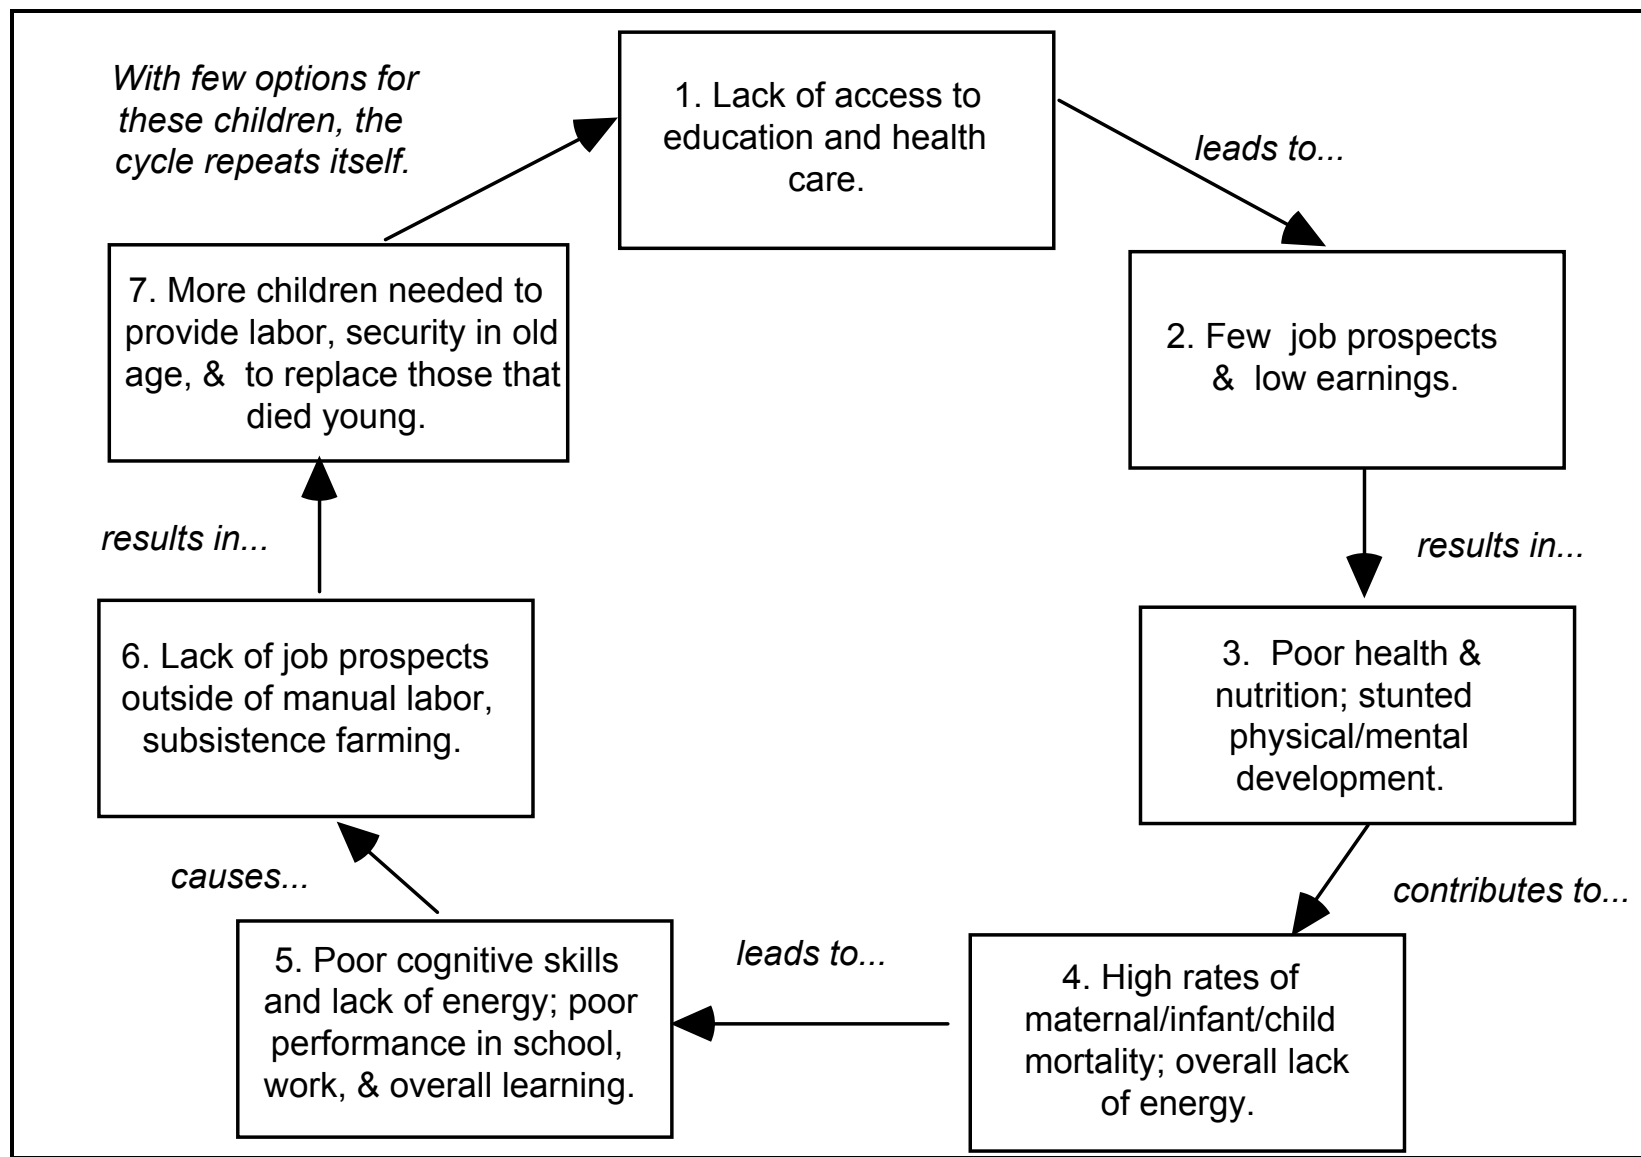 With few options for
these children, the
cycle repeats itself.
1. Lack of access to
education and health
care.
leads to...
2. Few  job prospects
&  low earnings.
results in...
3.  Poor health &
nutrition; stunted
physical/mental
development.
contributes to...
4. High rates of
maternal/infant/child
mortality; overall lack
of energy.
leads to...
5. Poor cognitive skills
and lack of energy; poor
performance in school,
work, & overall learning.
causes...
6. Lack of job prospects
outside of manual labor,
subsistence farming.
results in...
7. More children needed to
provide labor, security in old
age, &  to replace those that
died young.